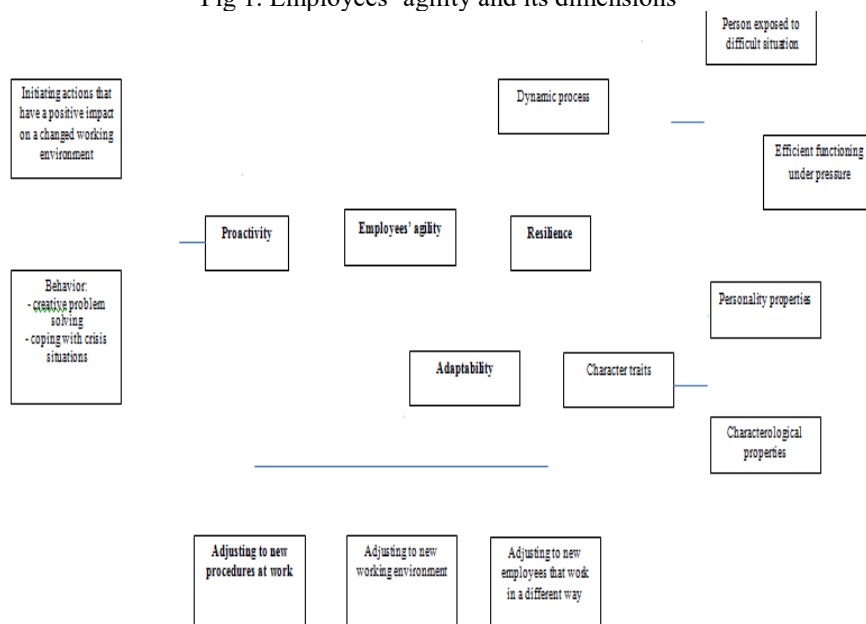 Fig 1. Employees' agility and its dimensions
Person exposed to
difficult situation
Initiating actions that
have a positive impact
on a changed working
environment
Dynamic process
Efficient functioning
under pressure
Proactivity
Employees' agility
Resilience
Behavior:
- creative problem
solving
- coping with crisis
situations
Personality properties
Adaptability
Character traits
Characterological
properties
Adjusting to new
procedures at work
Adjusting to new
working environment
Adjusting to new
employees that work
in a different way